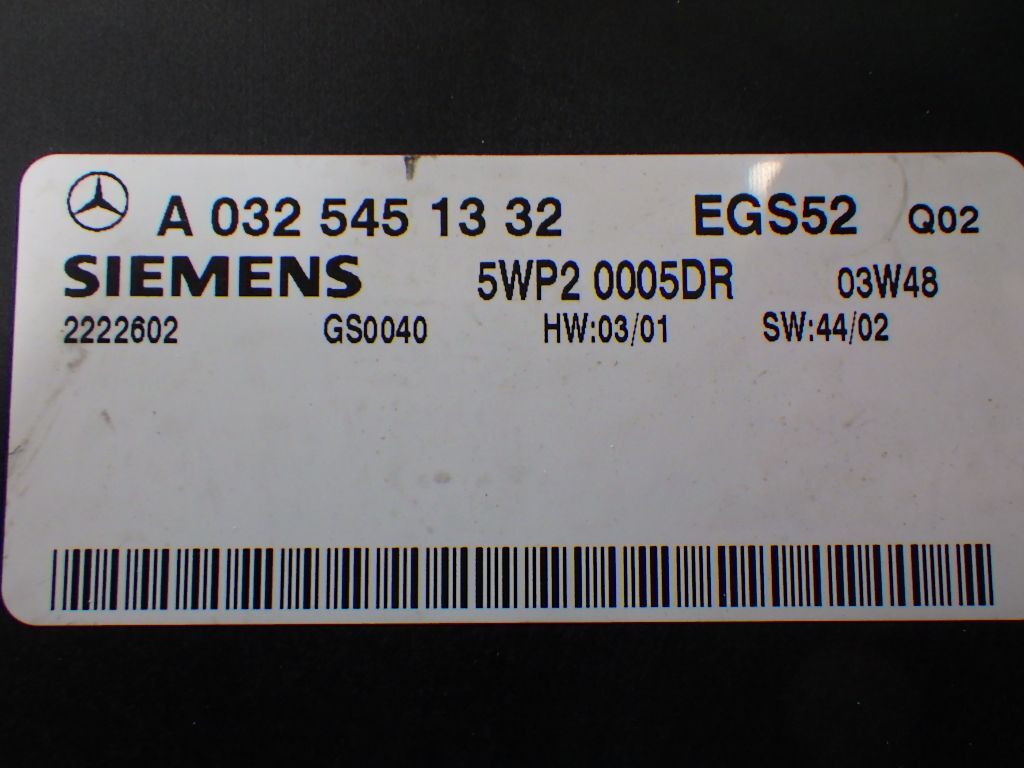 A 032 545 13 32 EGS52 Q02
SIEMENS 5WP2 0005DR 03W48
2222602 GS0040 HW:03/01 SW:44/02